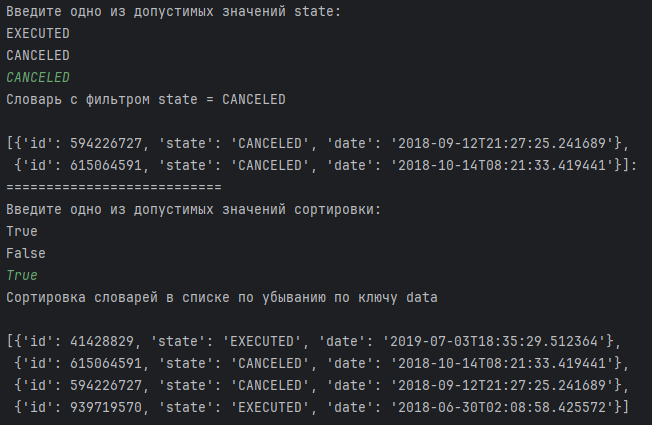 Введите одно из допустимых значений state:
EXECUTED
CANCELED
CANCELED
Словарь с фильтром state = CANCELED
[{'id': 594226727, 'state': 'CANCELED', 'date': '2018-09-12T21:27:25.241689'},
{'id': 615064591, 'state': 'CANCELED', 'date': '2018-10-14T08:21:33.419441'}]:
===========================
Введите одно из допустимых значений сортировки:
True
False
True
Сортировка словарей в списке по убыванию по ключу data
[{'id': 41428829, 'state': 'EXECUTED', 'date': '2019-07-03T18:35:29.512364'},
{'id': 615064591, 'state': 'CANCELED', 'date': '2018-10-14T08:21:33.419441'},
{'id': 594226727, 'state': 'CANCELED', 'date': '2018-09-12T21:27:25.241689'},
{'id': 939719570, 'state': 'EXECUTED', 'date': '2018-06-30T02:08:58.425572'}]